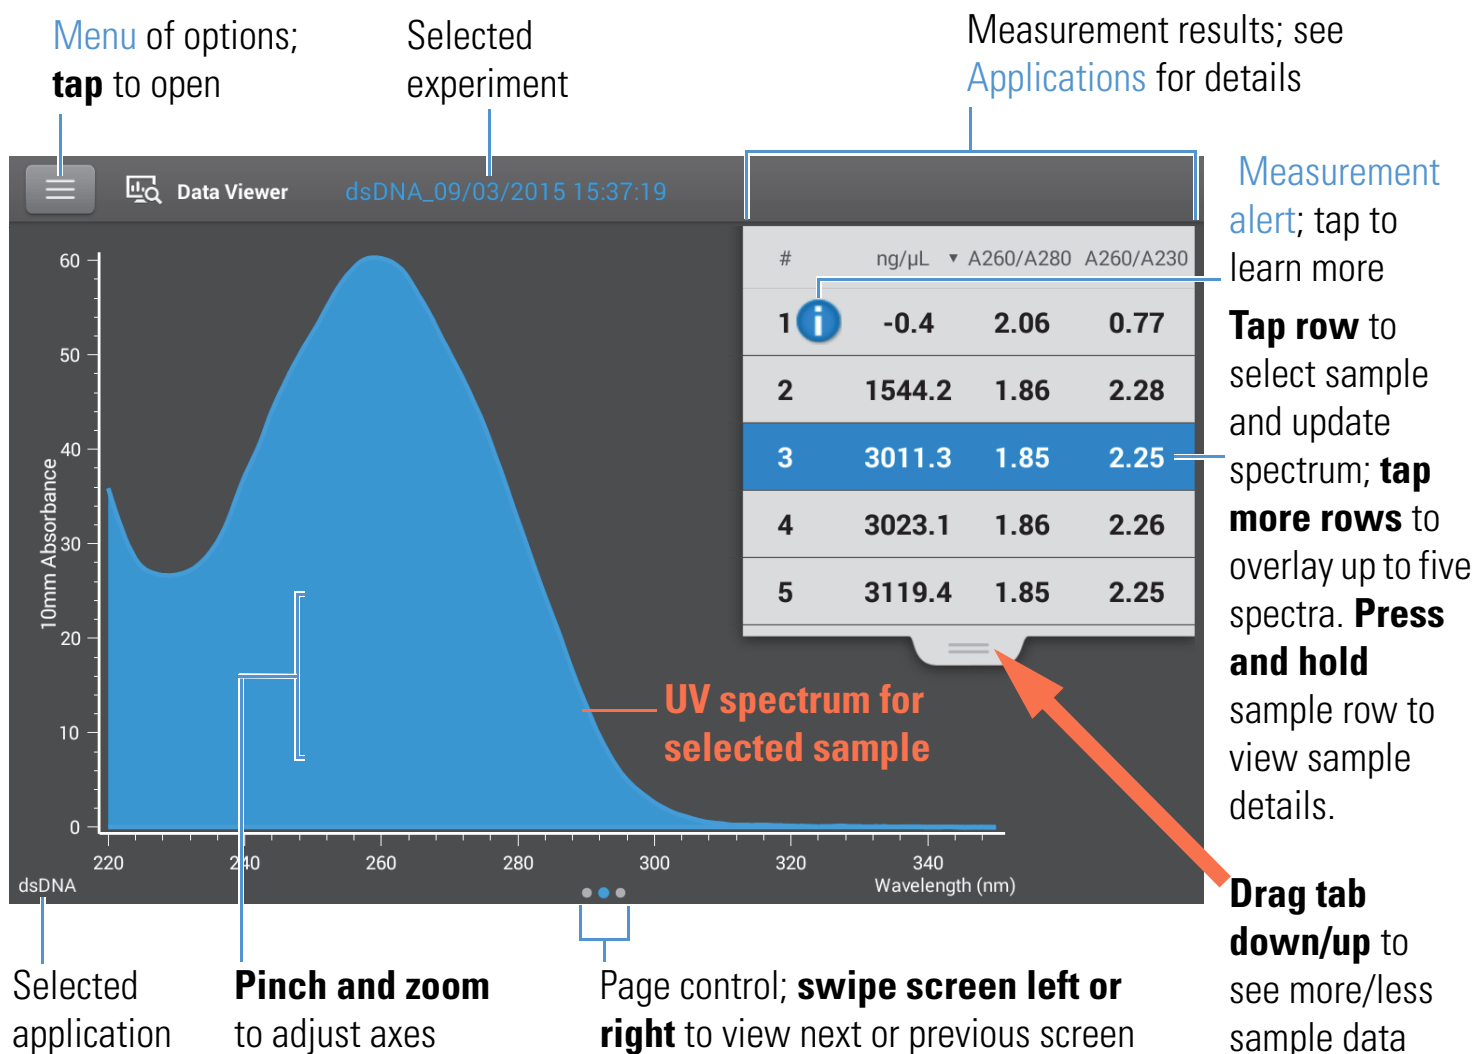 Menu of options;
tap to open
Selected
experiment
Measurement results; see
Applications for details
Data Viewer
dsDNA_09/03/2015 15:37:19
Measurement
alert; tap to
learn more
# ng/µL ▼ A260/A280 A260/A230
1 i -0.4 2.06 0.77
2 1544.2 1.86 2.28
3 3011.3 1.85 2.25
4 3023.1 1.86 2.26
5 3119.4 1.85 2.25
Tap row to
select sample
and update
spectrum; tap
more rows to
overlay up to five
spectra. Press
and hold
sample row to
view sample
details.
10mm Absorbance
60
50
40
30
20
10
0
UV spectrum for
selected sample
220 240 260 280 300 320 340
Wavelength (nm)
dsDNA
Drag tab
down/up to
see more/less
sample data
Selected
application
Pinch and zoom
to adjust axes
Page control; swipe screen left or
right to view next or previous screen